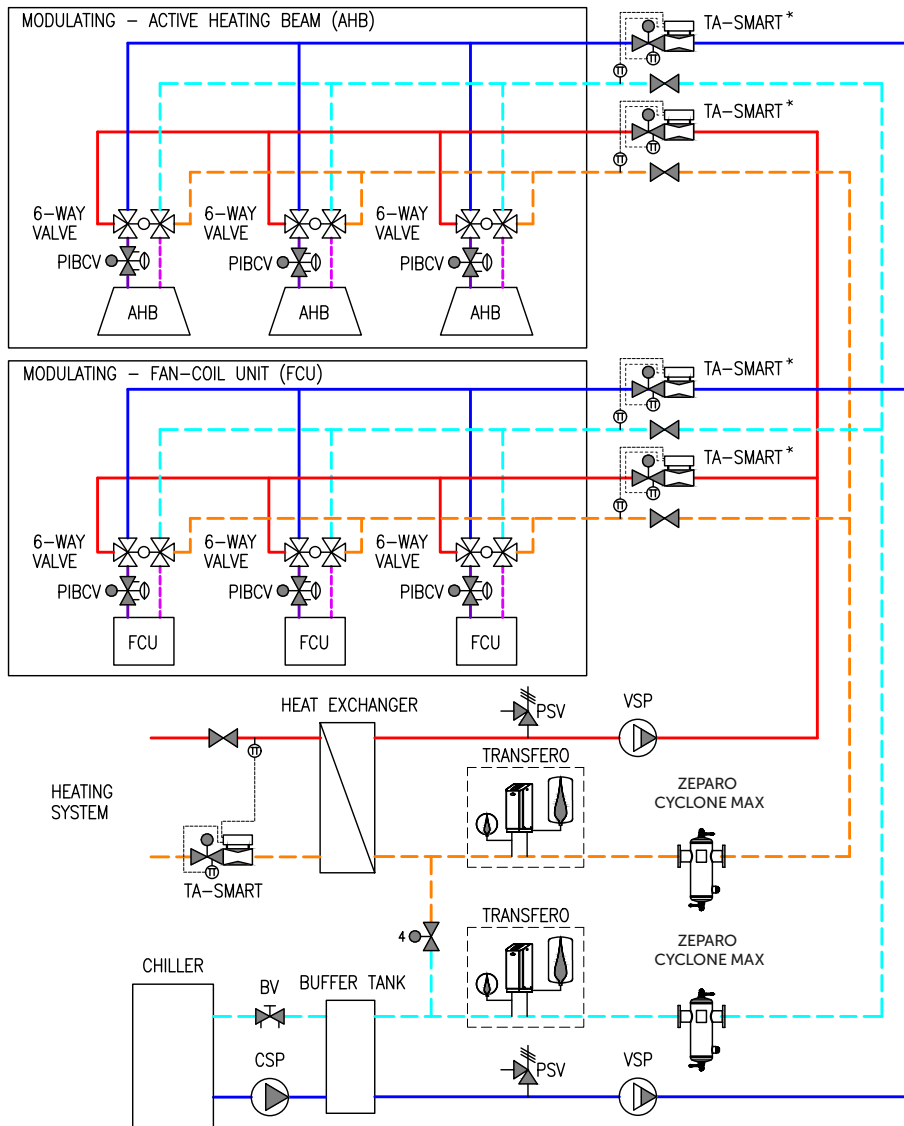 MODULATING – ACTIVE HEATING BEAM (AHB)
TA-SMART*
TA-SMART*
6-WAY
VALVE
6-WAY
VALVE
6-WAY
VALVE
PIBCV
PIBCV
PIBCV
AHB
AHB
AHB
MODULATING – FAN-COIL UNIT (FCU)
TA-SMART*
TA-SMART*
6-WAY
VALVE
6-WAY
VALVE
6-WAY
VALVE
PIBCV
PIBCV
PIBCV
FCU
FCU
FCU
HEAT EXCHANGER
PSV
VSP
TRANSFERO
ZEPARO
CYCLONE MAX
HEATING
SYSTEM
TA-SMART
4
TRANSFERO
ZEPARO
CYCLONE MAX
CHILLER
BV
BUFFER TANK
CSP
PSV
VSP